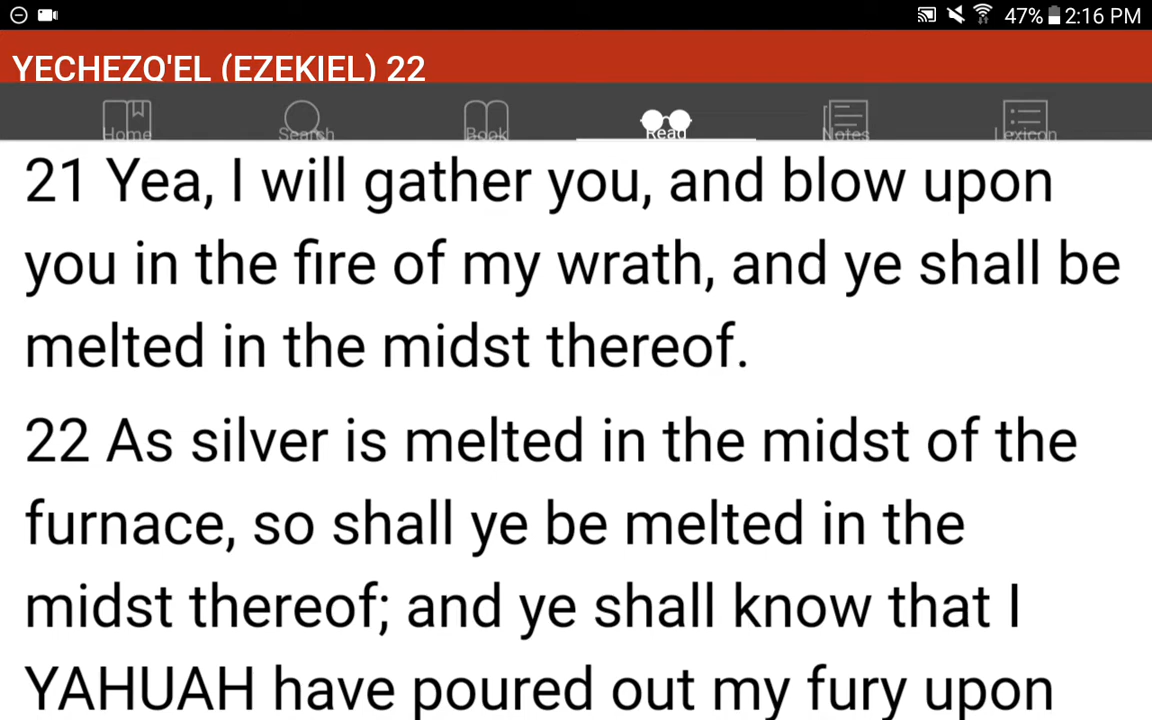 47% 2:16 PM
YECHEZQ'EL (EZEKIEL) 22
Home Search Book Read Notes Lexicon
21 Yea, I will gather you, and blow upon
you in the fire of my wrath, and ye shall be
melted in the midst thereof.
22 As silver is melted in the midst of the
furnace, so shall ye be melted in the
midst thereof; and ye shall know that I
YAHUAH have poured out my fury upon